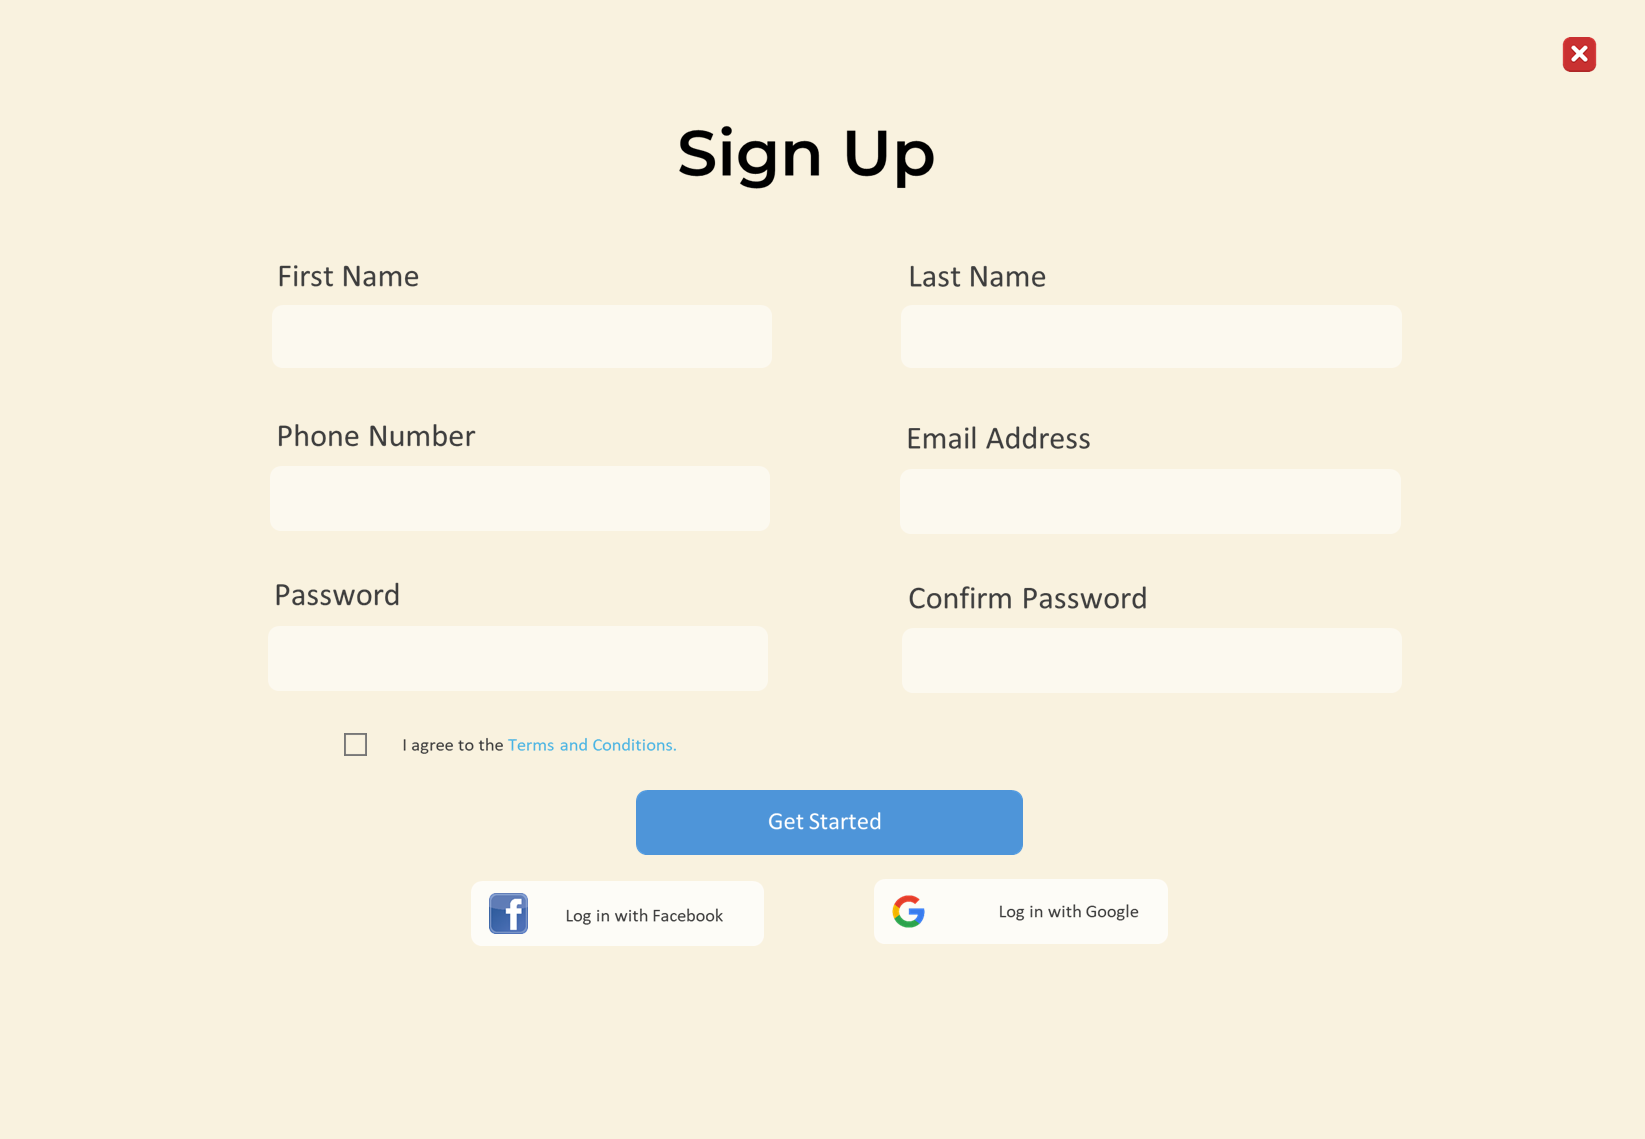 Sign Up
First Name
Last Name
Phone Number
Email Address
Password
Confirm Password
I agree to the Terms and Conditions.
Get Started
f Log in with Facebook
G Log in with Google